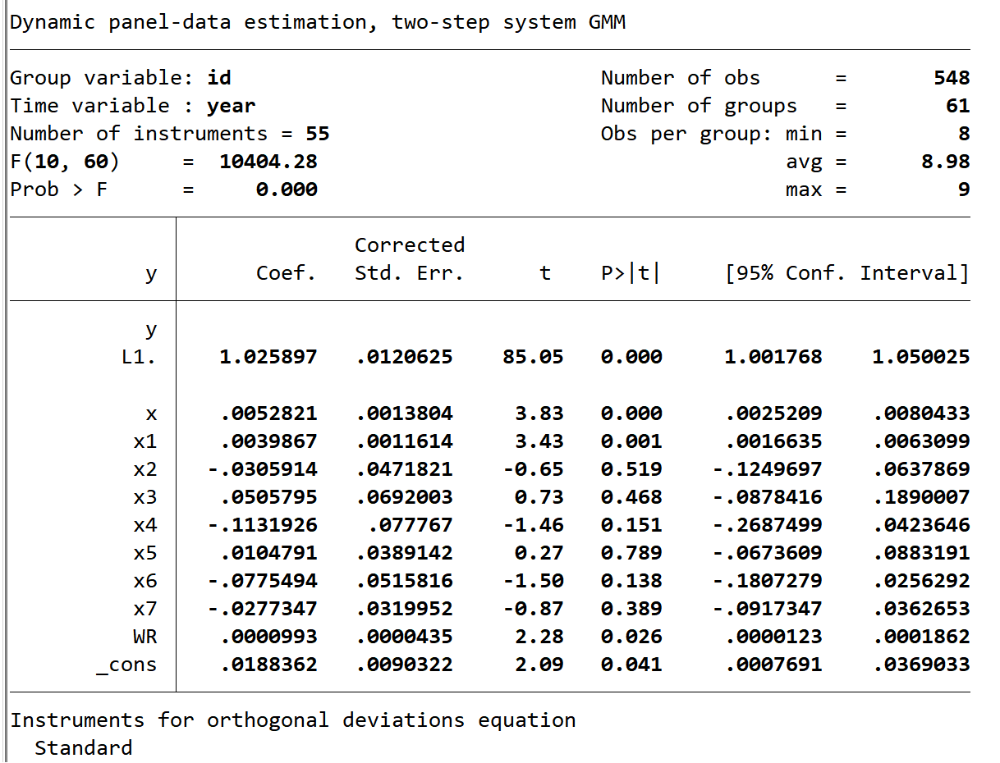 Dynamic panel-data estimation, two-step system GMM
Group variable: id Number of obs = 548
Time variable : year Number of groups = 61
Number of instruments = 55 Obs per group: min = 8
F(10, 60) = 10404.28 avg = 8.98
Prob > F = 0.000 max = 9
Corrected
y Coef. Std. Err. t P>|t| [95% Conf. Interval]
y
L1. 1.025897 .0120625 85.05 0.000 1.001768 1.050025
x .0052821 .0013804 3.83 0.000 .0025209 .0080433
x1 .0039867 .0011614 3.43 0.001 .0016635 .0063099
x2 -.0305914 .0471821 -0.65 0.519 -.1249697 .0637869
x3 .0505795 .0692003 0.73 0.468 -.0878416 .1890007
x4 -.1131926 .077767 -1.46 0.151 -.2687499 .0423646
x5 .0104791 .0389142 0.27 0.789 -.0673609 .0883191
x6 -.0775494 .0515816 -1.50 0.138 -.1807279 .0256292
x7 -.0277347 .0319952 -0.87 0.389 -.0917347 .0362653
WR .0000993 .0000435 2.28 0.026 .0000123 .0001862
_cons .0188362 .0090322 2.09 0.041 .0007691 .0369033
Instruments for orthogonal deviations equation
Standard